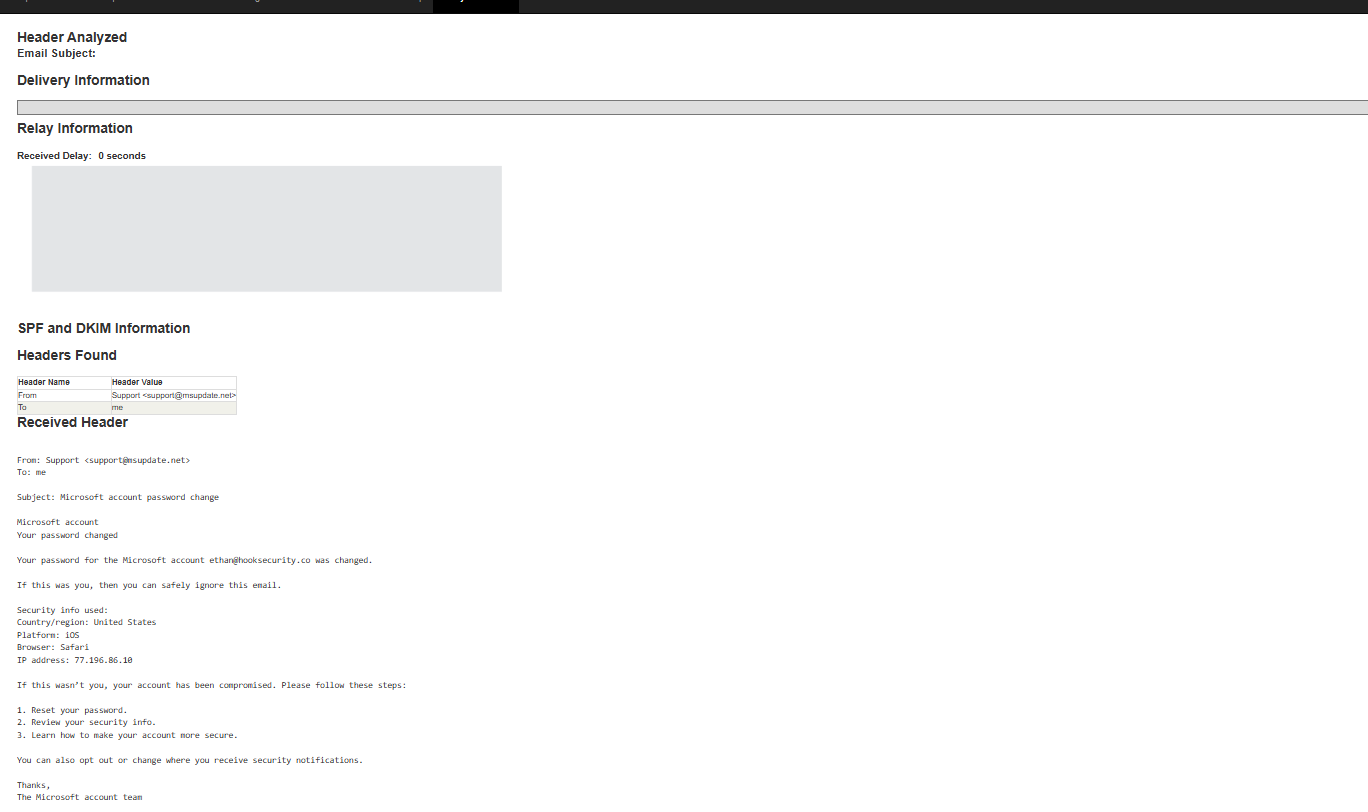 Header Analyzed
Email Subject:
Delivery Information
Relay Information
Received Delay: 0 seconds
SPF and DKIM Information
Headers Found
Header Name Header Value
From Support <support@msupdate.net>
To me
Received Header
From: Support <support@msupdate.net>
To: me
Subject: Microsoft account password change
Microsoft account
Your password changed
Your password for the Microsoft account ethan@hooksecurity.co was changed.
If this was you, then you can safely ignore this email.
Security info used:
Country/region: United States
Platform: iOS
Browser: Safari
IP address: 77.196.86.10
If this wasn't you, your account has been compromised. Please follow these steps:
1. Reset your password.
2. Review your security info.
3. Learn how to make your account more secure.
You can also opt out or change where you receive security notifications.
Thanks,
The Microsoft account team